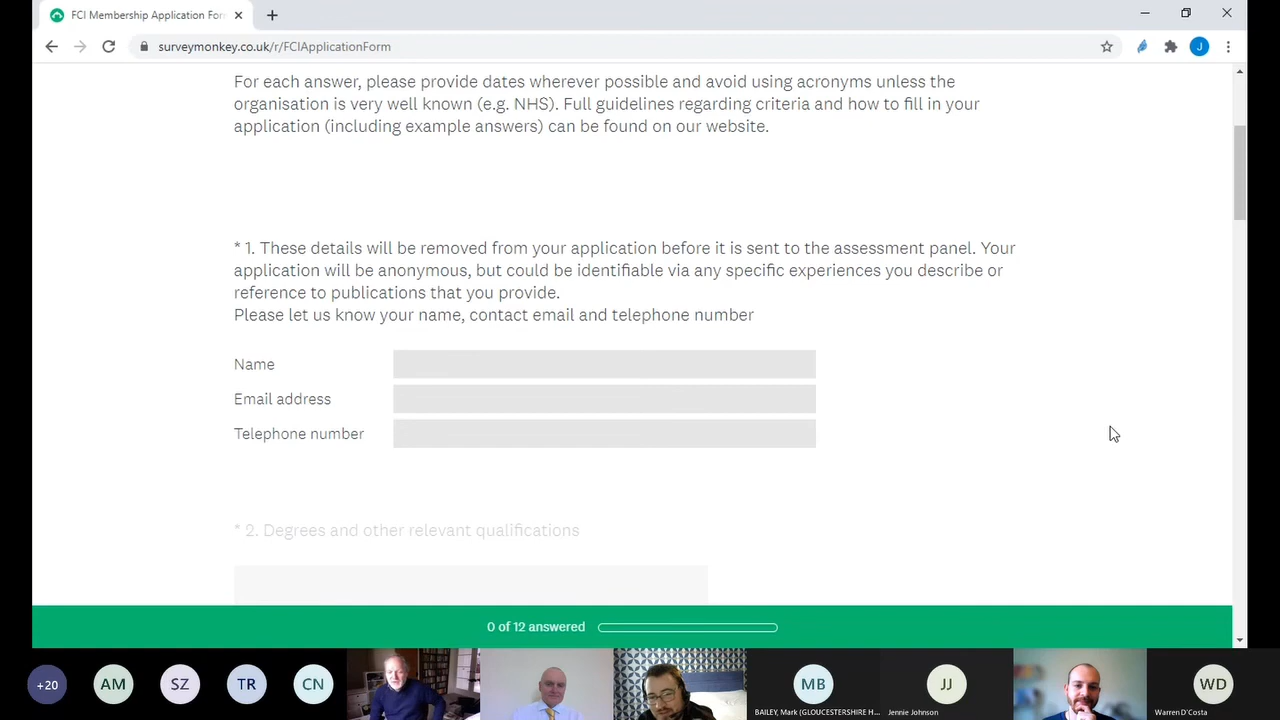 FCI Membership Application For
surveymonkey.co.uk/r/FCIApplicationForm
J
For each answer, please provide dates wherever possible and avoid using acronyms unless the
organisation is very well known (e.g. NHS). Full guidelines regarding criteria and how to fill in your
application (including example answers) can be found on our website.
* 1. These details will be removed from your application before it is sent to the assessment panel. Your
application will be anonymous, but could be identifiable via any specific experiences you describe or
reference to publications that you provide.
Please let us know your name, contact email and telephone number
Name
Email address
Telephone number
* 2. Degrees and other relevant qualifications
0 of 12 answered
+20 AM SZ TR CN MB JJ WD
BAILEY, Mark (GLOUCESTERSHIRE H... Jennie Johnson Warren D'Costa